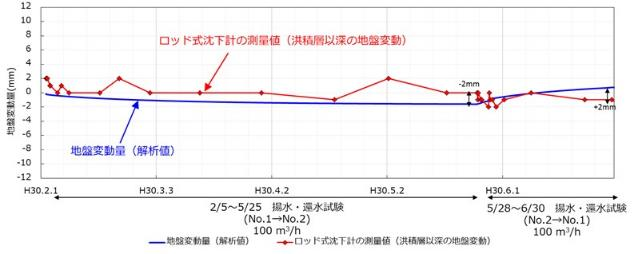 12
10
8
6
4
2
0
-2
-4
-6
-8
-10
-12
地盤変動量(mm)
ロッド式沈下計の測量値（洪積層以深の地盤変動）
地盤変動量（解析値）
-2mm
+2mm
H30.2.1
H30.3.3
H30.4.2
H30.5.2
H30.6.1
2/5～5/25　揚水・還水試験
(No.1→No.2)
100 m³/h
5/28～6/30　揚水・還水試験
(No.2→No.1)
100 m³/h
地盤変動量（解析値）
ロッド式沈下計の測量値（洪積層以深の地盤変動）